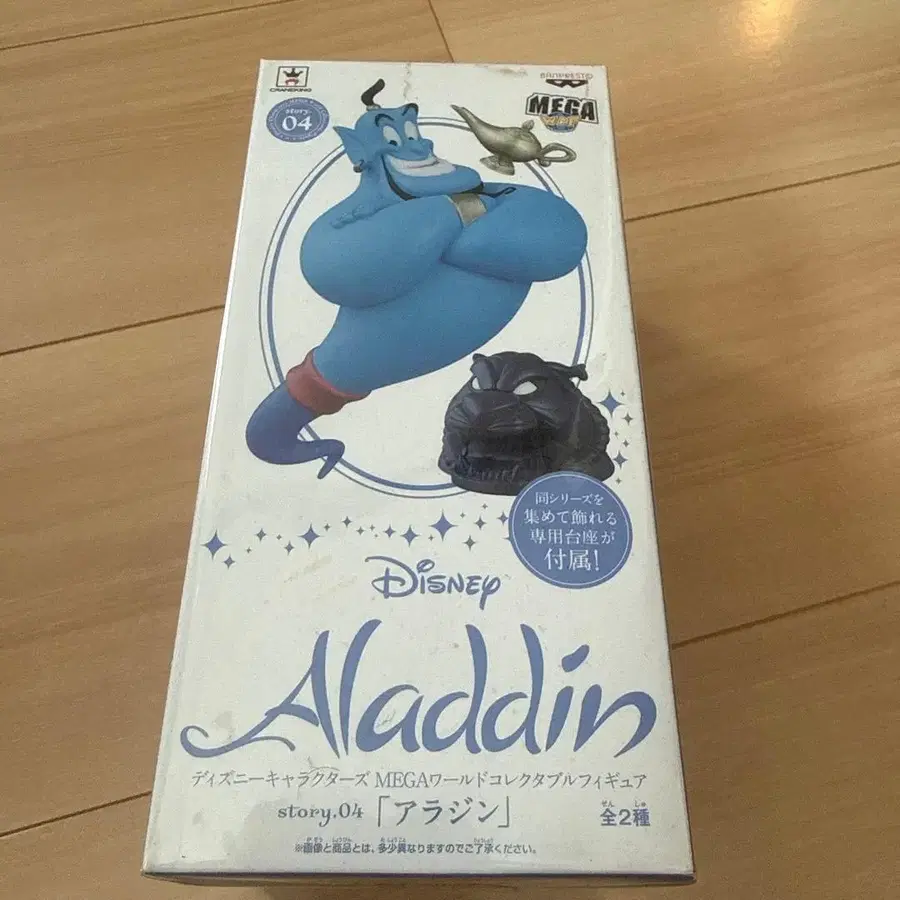 CRANEKING
story.
04
BANPRESTO
MEGA
同シリーズを
集めて飾れる
専用台座が
付属!
DISNEY
Aladdin
ディズニーキャラクターズ MEGAワールドコレクタブルフィギュア
story.04「アラジン」
全2種
※画像と商品とは、多少異なりますのでご了承ください。